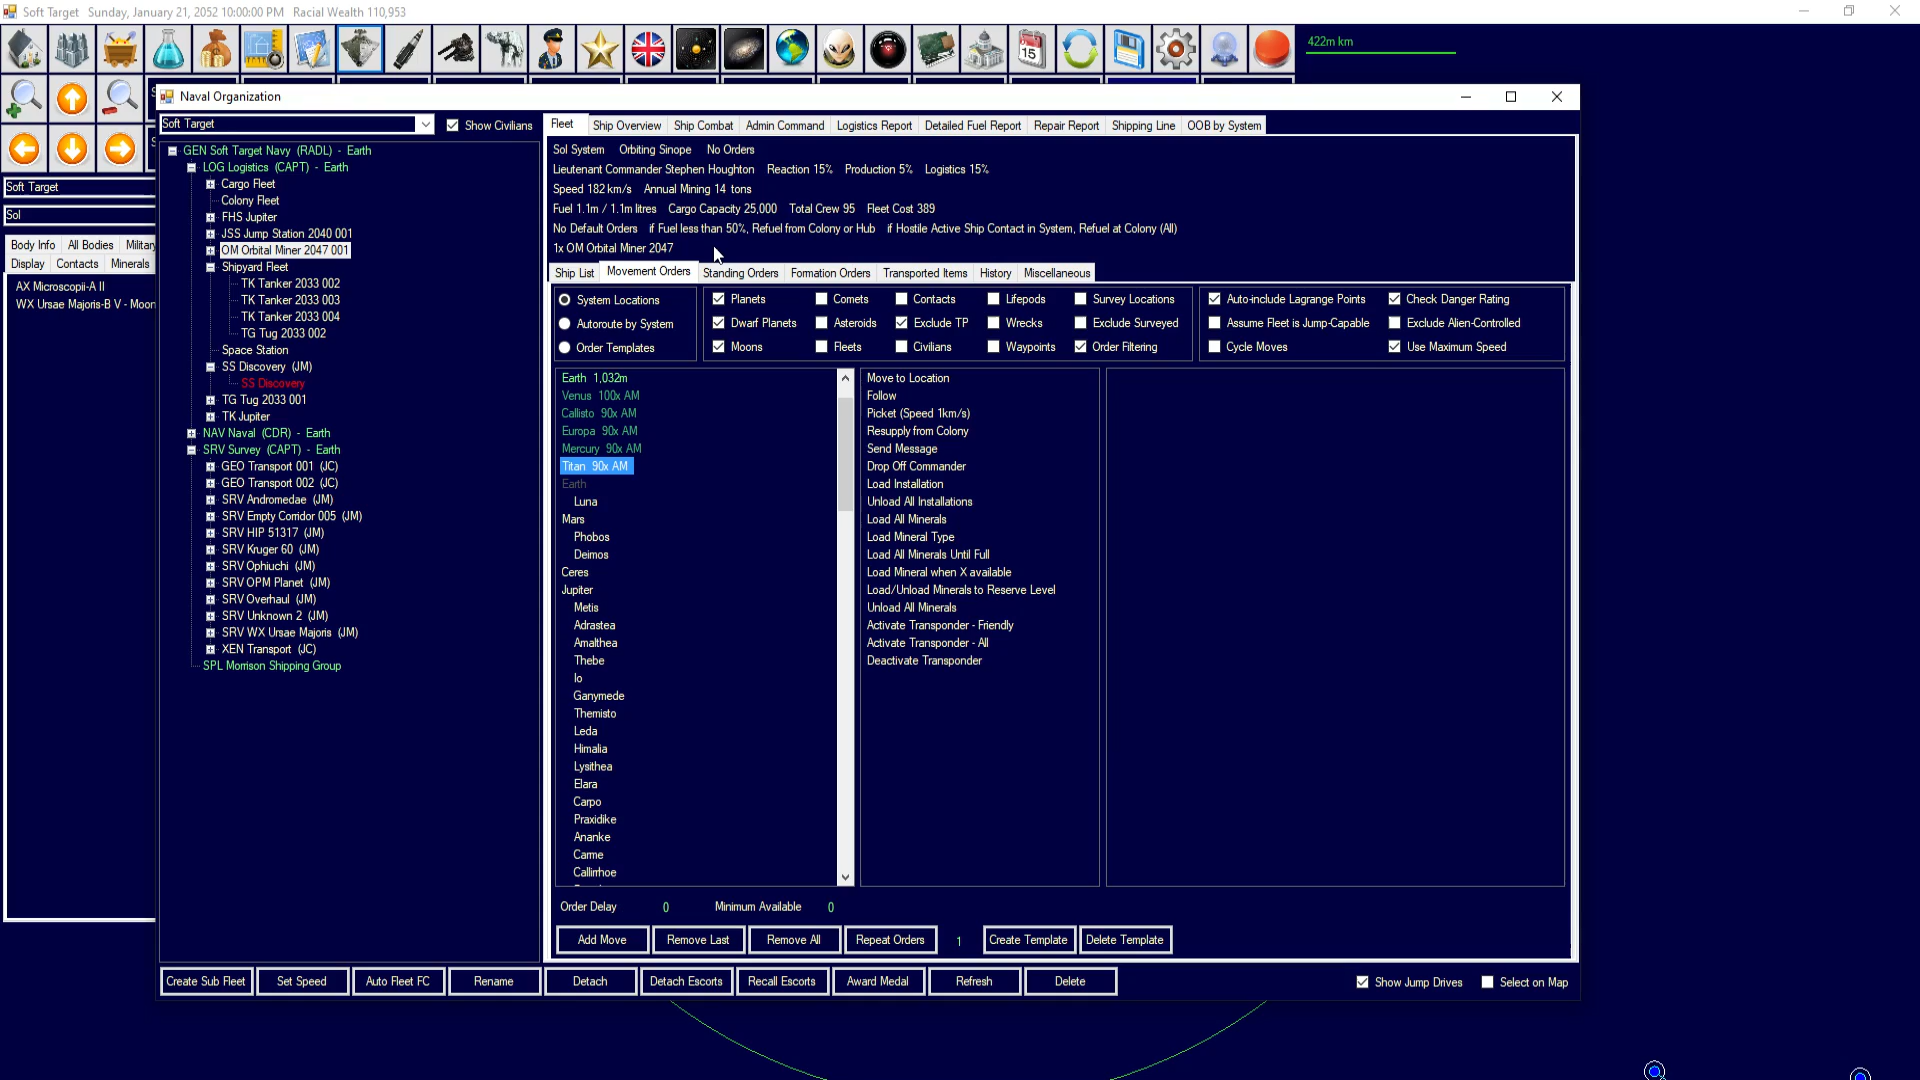 Soft Target   Sunday, January 21, 2052 10:00:00 PM   Racial Wealth 110,953
422m km
15
Naval Organization
Soft Target
Show Civilians
Fleet
Ship Overview
Ship Combat
Admin Command
Logistics Report
Detailed Fuel Report
Repair Report
Shipping Line
OOB by System
Soft Target
Sol
Body Info
All Bodies
Military
Display
Contacts
Minerals
AX Microscopii-A II
WX Ursae Majoris-B V - Moon
GEN Soft Target Navy (RADL) - Earth
LOG Logistics (CAPT) - Earth
Cargo Fleet
Colony Fleet
FHS Jupiter
JSS Jump Station 2040 001
OM Orbital Miner 2047 001
Shipyard Fleet
TK Tanker 2033 002
TK Tanker 2033 003
TK Tanker 2033 004
TG Tug 2033 002
Space Station
SS Discovery (JM)
SS Discovery
TG Tug 2033 001
TK Jupiter
NAV Naval (CDR) - Earth
SRV Survey (CAPT) - Earth
GEO Transport 001 (JC)
GEO Transport 002 (JC)
SRV Andromedae (JM)
SRV Empty Corridor 005 (JM)
SRV HIP 51317 (JM)
SRV Kruger 60 (JM)
SRV Ophiuchi (JM)
SRV OPM Planet (JM)
SRV Overhaul (JM)
SRV Unknown 2 (JM)
SRV WX Ursae Majoris (JM)
XEN Transport (JC)
SPL Morrison Shipping Group
Sol System   Orbiting Sinope   No Orders
Lieutenant Commander Stephen Houghton   Reaction 15%   Production 5%   Logistics 15%
Speed 182 km/s   Annual Mining 14 tons
Fuel 1.1m / 1.1m litres   Cargo Capacity 25,000   Total Crew 95   Fleet Cost 389
No Default Orders   if Fuel less than 50%, Refuel from Colony or Hub   if Hostile Active Ship Contact in System, Refuel at Colony (All)
1x OM Orbital Miner 2047
Ship List
Movement Orders
Standing Orders
Formation Orders
Transported Items
History
Miscellaneous
System Locations
Autoroute by System
Order Templates
Planets
Comets
Contacts
Lifepods
Survey Locations
Dwarf Planets
Asteroids
Exclude TP
Wrecks
Exclude Surveyed
Moons
Fleets
Civilians
Waypoints
Order Filtering
Auto-include Lagrange Points
Check Danger Rating
Assume Fleet is Jump-Capable
Exclude Alien-Controlled
Cycle Moves
Use Maximum Speed
Earth 1,032m
Venus 100x AM
Callisto 90x AM
Europa 90x AM
Mercury 90x AM
Titan 90x AM
Earth
Luna
Mars
Phobos
Deimos
Ceres
Jupiter
Metis
Adrastea
Amalthea
Thebe
Io
Ganymede
Themisto
Leda
Himalia
Lysithea
Elara
Carpo
Praxidike
Ananke
Carme
Callirrhoe
Move to Location
Follow
Picket (Speed 1km/s)
Resupply from Colony
Send Message
Drop Off Commander
Load Installation
Unload All Installations
Load All Minerals
Load Mineral Type
Load All Minerals Until Full
Load Mineral when X available
Load/Unload Minerals to Reserve Level
Unload All Minerals
Activate Transponder - Friendly
Activate Transponder - All
Deactivate Transponder
Order Delay 0
Minimum Available 0
Add Move
Remove Last
Remove All
Repeat Orders
1
Create Template
Delete Template
Create Sub Fleet
Set Speed
Auto Fleet FC
Rename
Detach
Detach Escorts
Recall Escorts
Award Medal
Refresh
Delete
Show Jump Drives
Select on Map